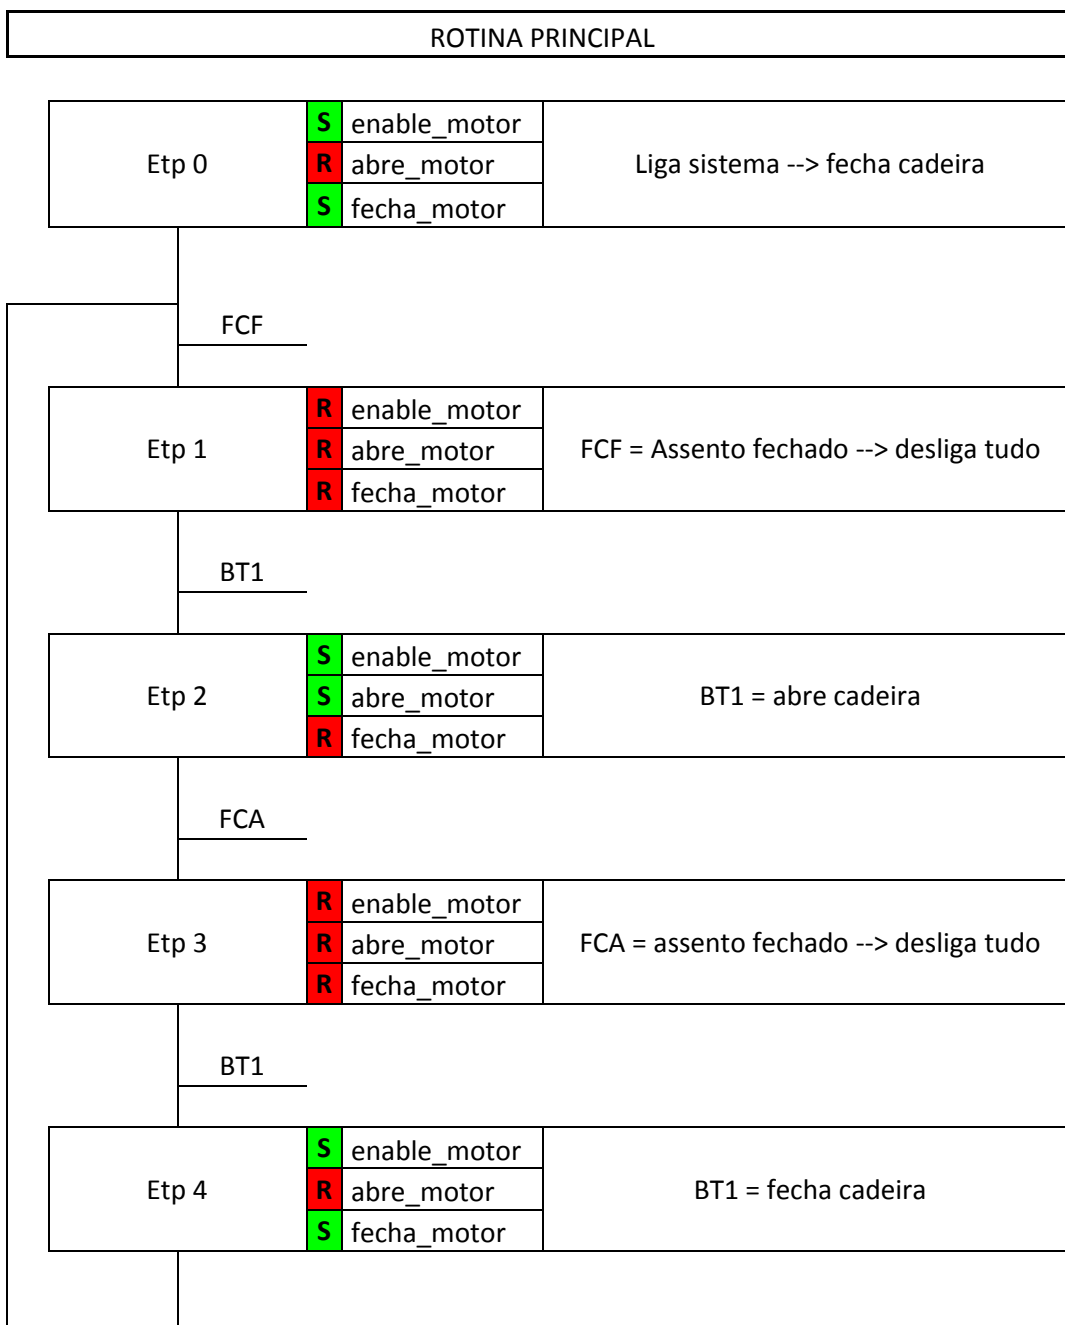 ROTINA PRINCIPAL
Etp 0
S enable_motor
R abre_motor
S fecha_motor
Liga sistema --> fecha cadeira
FCF
Etp 1
R enable_motor
R abre_motor
R fecha_motor
FCF = Assento fechado --> desliga tudo
BT1
Etp 2
S enable_motor
S abre_motor
R fecha_motor
BT1 = abre cadeira
FCA
Etp 3
R enable_motor
R abre_motor
R fecha_motor
FCA = assento fechado --> desliga tudo
BT1
Etp 4
S enable_motor
R abre_motor
S fecha_motor
BT1 = fecha cadeira